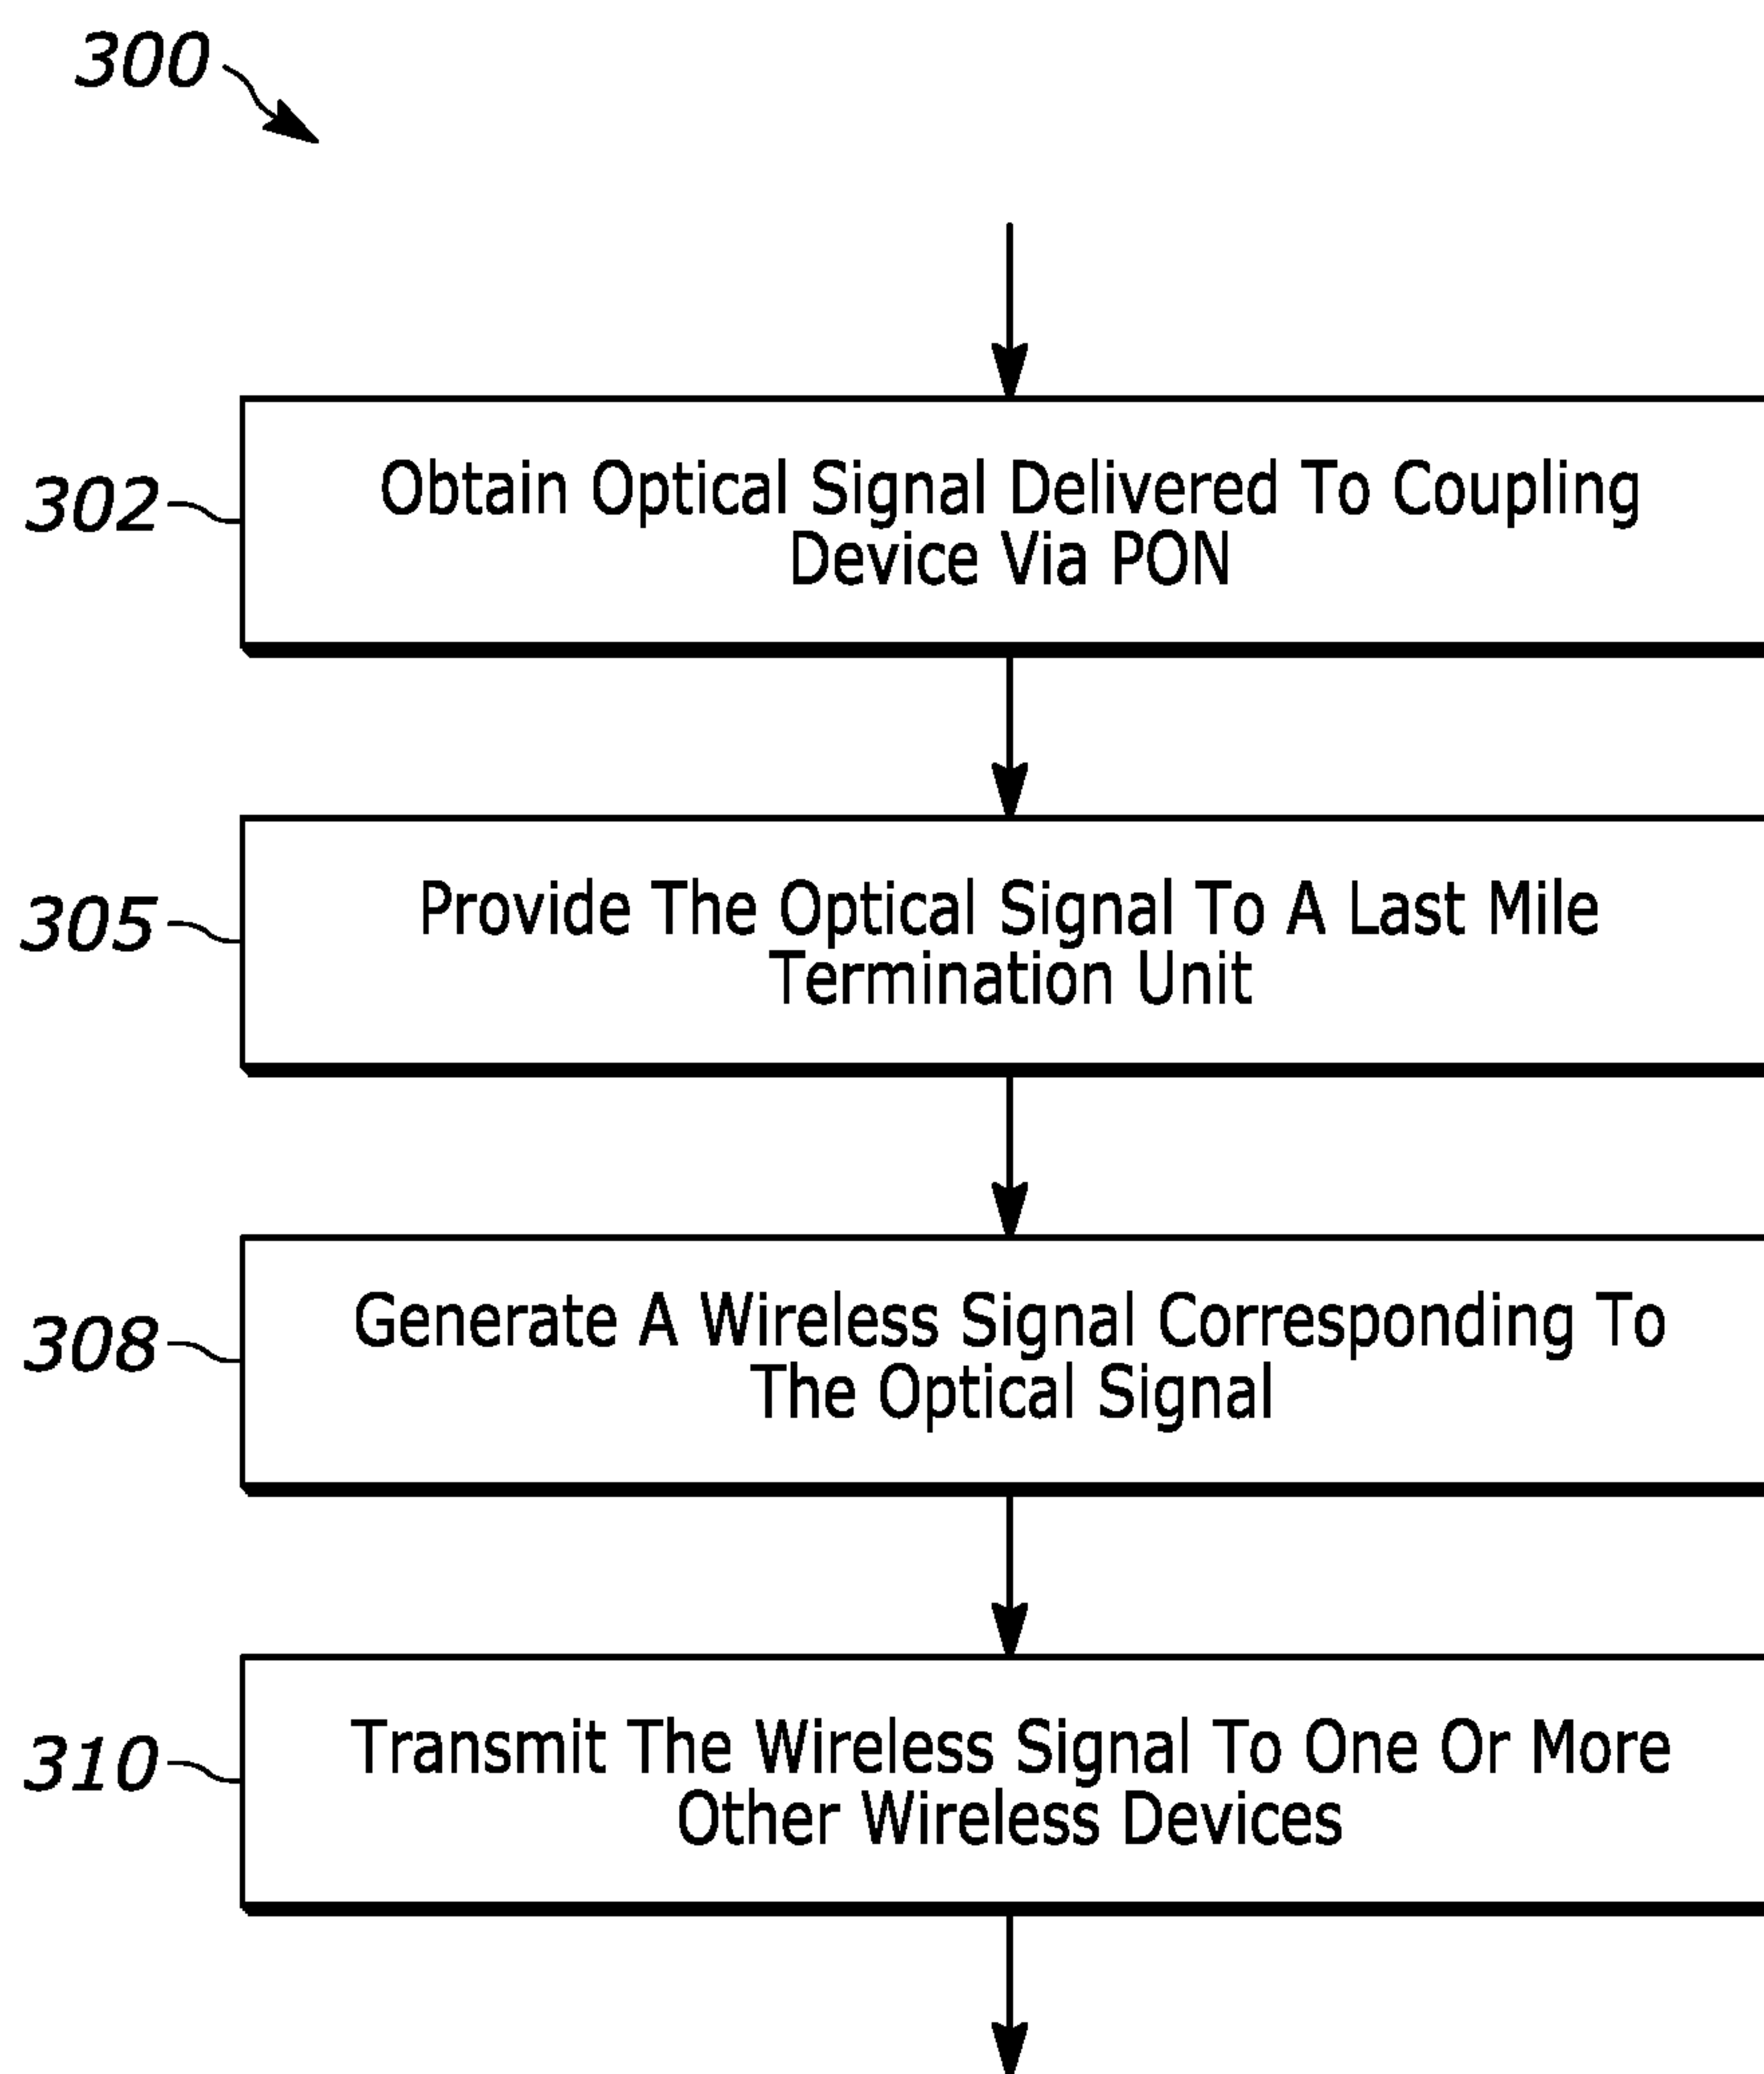 300
302
Obtain Optical Signal Delivered To Coupling
Device Via PON
305
Provide The Optical Signal To A Last Mile
Termination Unit
308
Generate A Wireless Signal Corresponding To
The Optical Signal
310
Transmit The Wireless Signal To One Or More
Other Wireless Devices